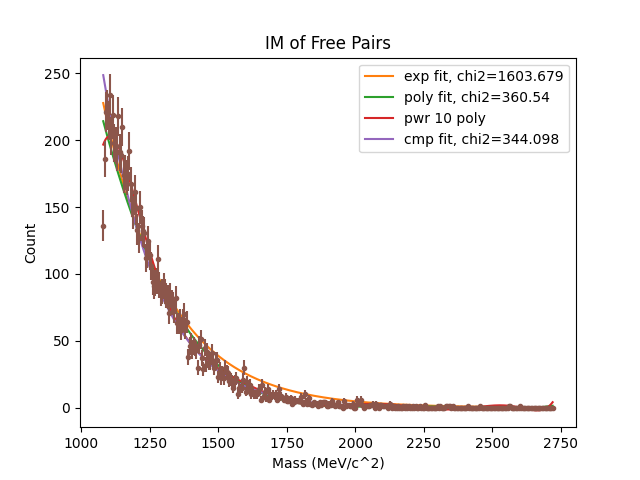 IM of Free Pairs
exp fit, chi2=1603.679
poly fit, chi2=360.54
pwr 10 poly
cmp fit, chi2=344.098
Count
250
200
150
100
50
0
1000 1250 1500 1750 2000 2250 2500 2750
Mass (MeV/c^2)